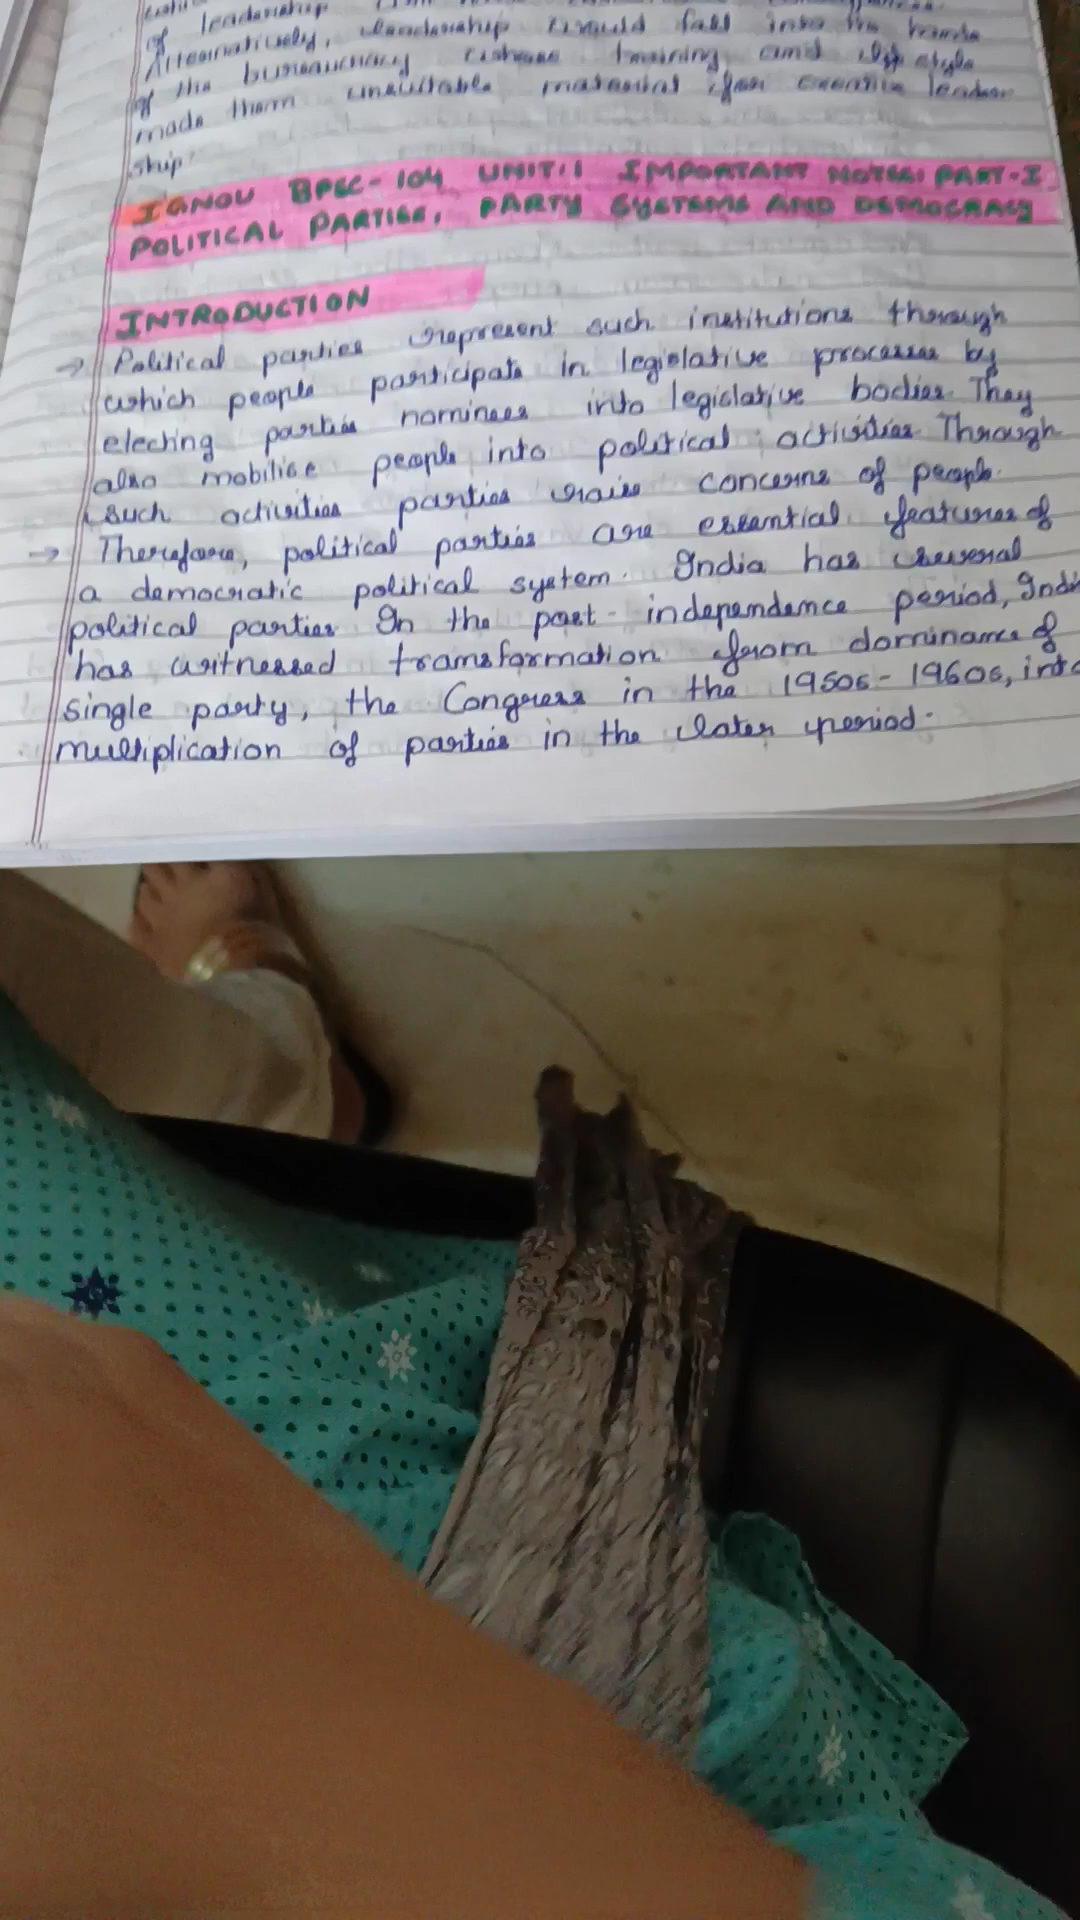 of leadership
Alternatively, leadership would fall into the hands
of the bureaucracy whose training and life style
made them unsuitable material for creative leader
ship.
IGNOU BPSC-104 UNIT:1 IMPORTANT NOTES: PART-I
POLITICAL PARTIES, PARTY SYSTEMS AND DEMOCRACY
INTRODUCTION
→ Political parties represent such institutions through
which people participate in legislative processes by
electing parties nominees into legislative bodies. They
also mobilise people into political activities. Through
such activities parties raise concerns of people.
→ Therefore, political parties are essential features of
a democratic political system. India has several
political parties In the post-independence period, Indi
has witnessed transformation from dominance of
single party, the Congress in the 1950s-1960s, into
multiplication of parties in the later period.